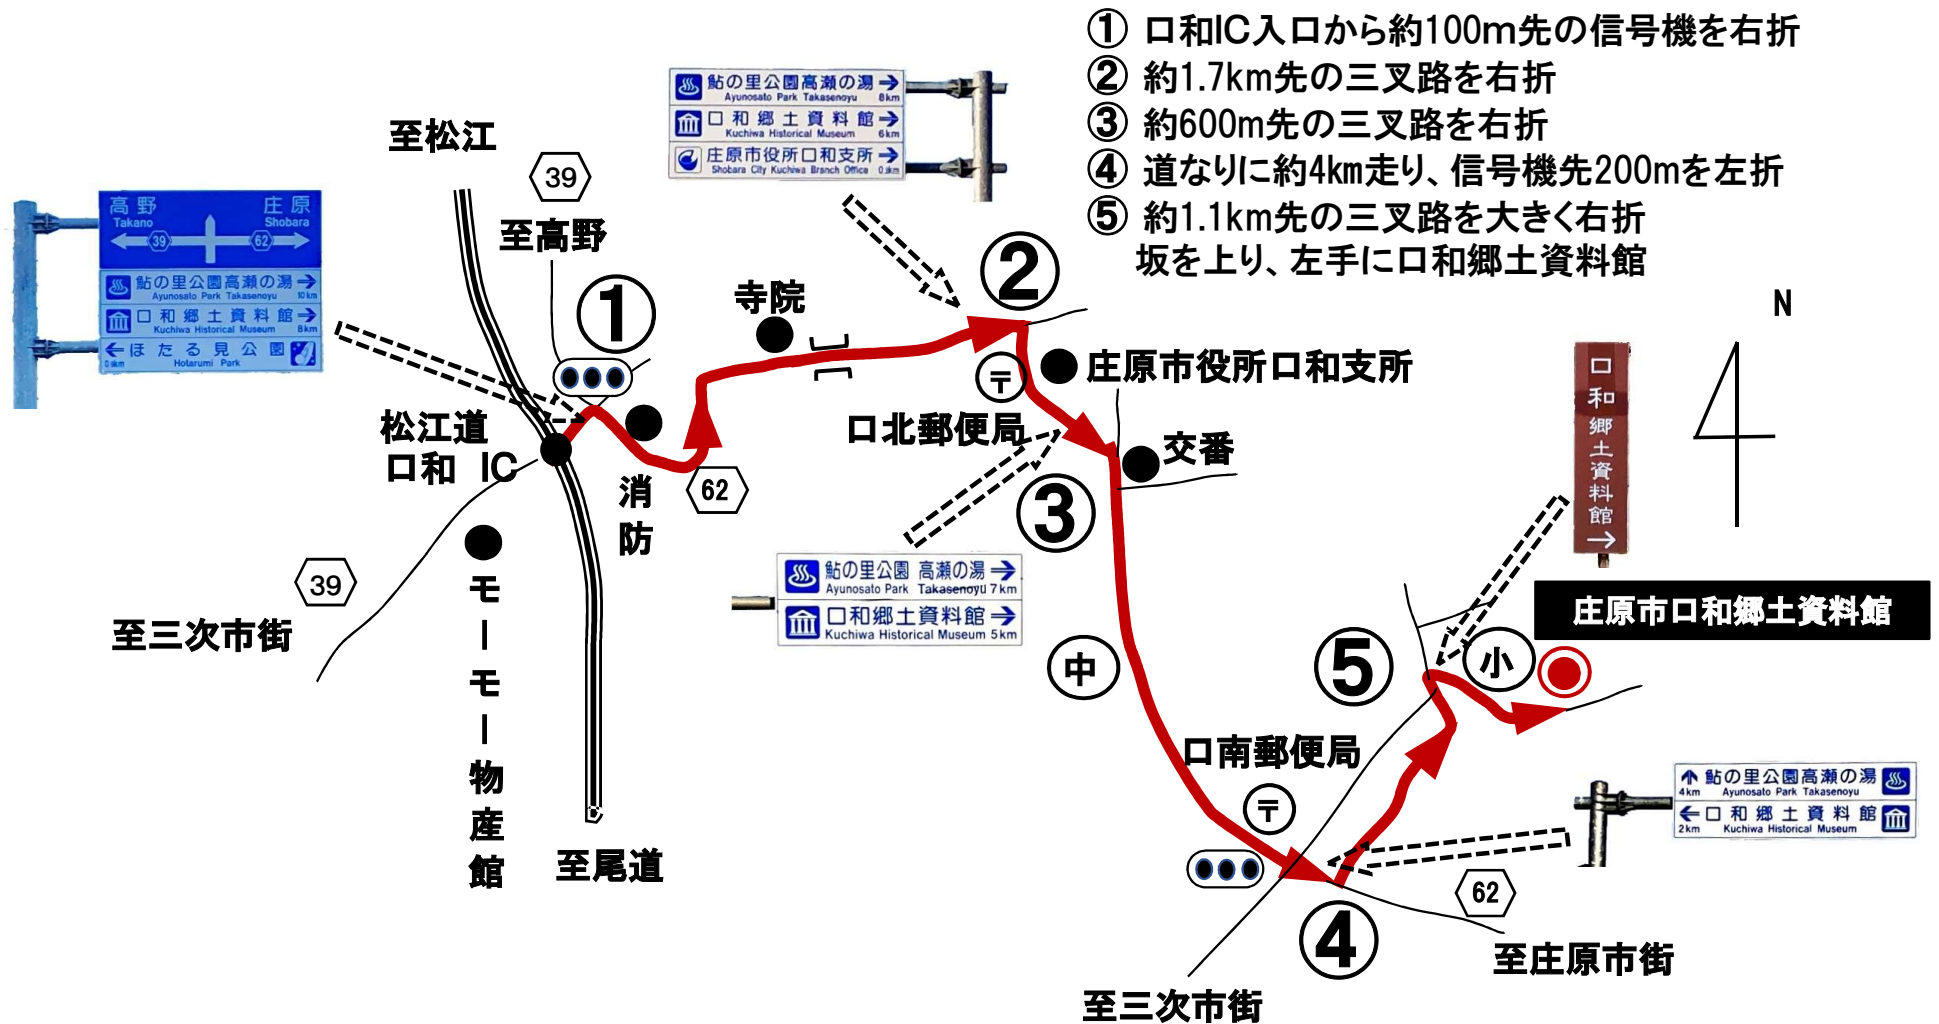 ① 口和IC入口から約100m先の信号機を右折
② 約1.7km先の三叉路を右折
③ 約600m先の三叉路を右折
④ 道なりに約4km走り、信号機先200mを左折
⑤ 約1.1km先の三叉路を大きく右折
坂を上り、左手に口和郷土資料館
鮎の里公園高瀬の湯→
Ayunosato Park Takasenoyu 8km
口和郷土資料館→
Kuchiwa Historical Museum 6km
庄原市役所口和支所→
Shobara City Kuchiwa Branch Office
至松江
39
至高野
高野 庄原
Takano Shobara
39 62
鮎の里公園高瀬の湯→
Ayunosato Park Takasenoyu 10km
口和郷土資料館→
Kuchiwa Historical Museum 8km
←ほたる見公園
Hotarumi Park
①
寺院
②
N
〒
庄原市役所口和支所
口北郵便局
松江道
口和 IC
消防
62
交番
③
口和郷土資料館→
鮎の里公園 高瀬の湯→
Ayunosato Park Takasenoyu 7km
口和郷土資料館→
Kuchiwa Historical Museum 5km
39
至三次市街
モーモー物産館
庄原市口和郷土資料館
中
⑤
小
口南郵便局
〒
↑鮎の里公園高瀬の湯
4km Ayunosato Park Takasenoyu
←口和郷土資料館
2km Kuchiwa Historical Museum
至尾道
62
④
至庄原市街
至三次市街